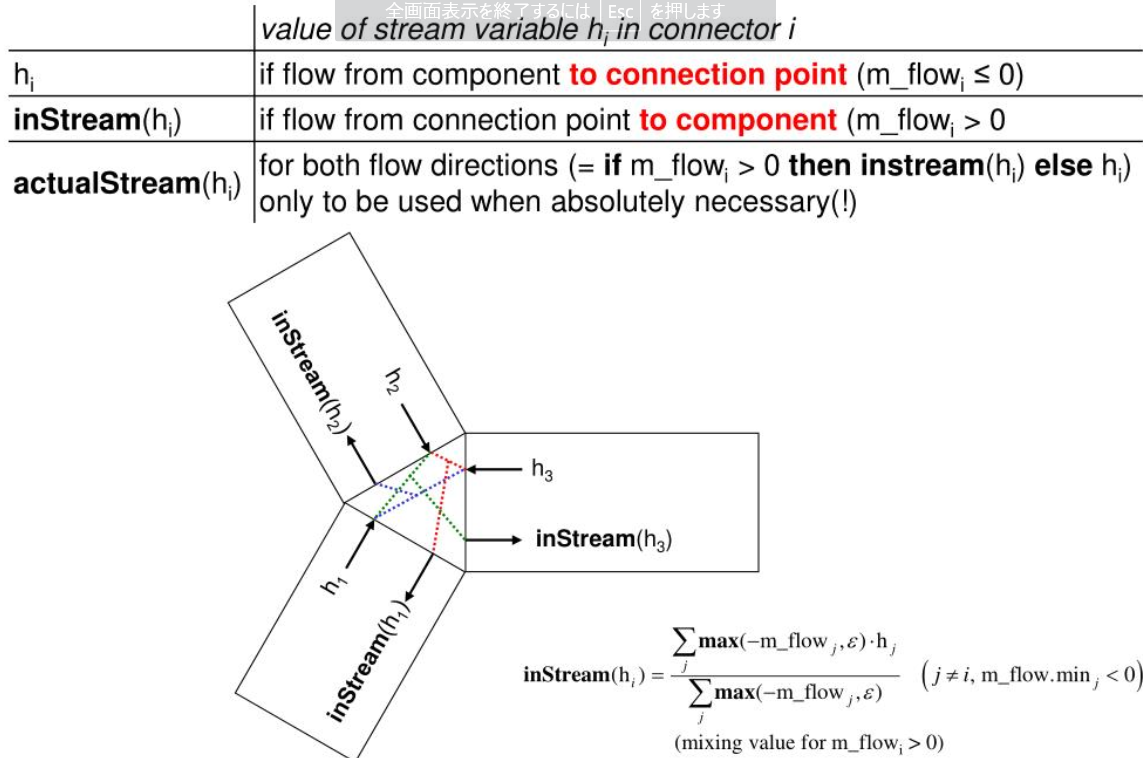 全画面表示を終了するには Esc を押します
value of stream variable hᵢ in connector i
hᵢ if flow from component to connection point (m_flowᵢ ≤ 0)
inStream(hᵢ) if flow from connection point to component (m_flowᵢ > 0
actualStream(hᵢ) for both flow directions (= if m_flowᵢ > 0 then instream(hᵢ) else hᵢ)
only to be used when absolutely necessary(!)
inStream(h₂)
h₂
h₃
inStream(h₃)
h₁
inStream(h₁)
inStream(hᵢ) = ∑ⱼ max(−m_flowⱼ,ε)·hⱼ / ∑ⱼ max(−m_flowⱼ,ε) (j ≠ i, m_flow.minⱼ < 0)
(mixing value for m_flowᵢ > 0)